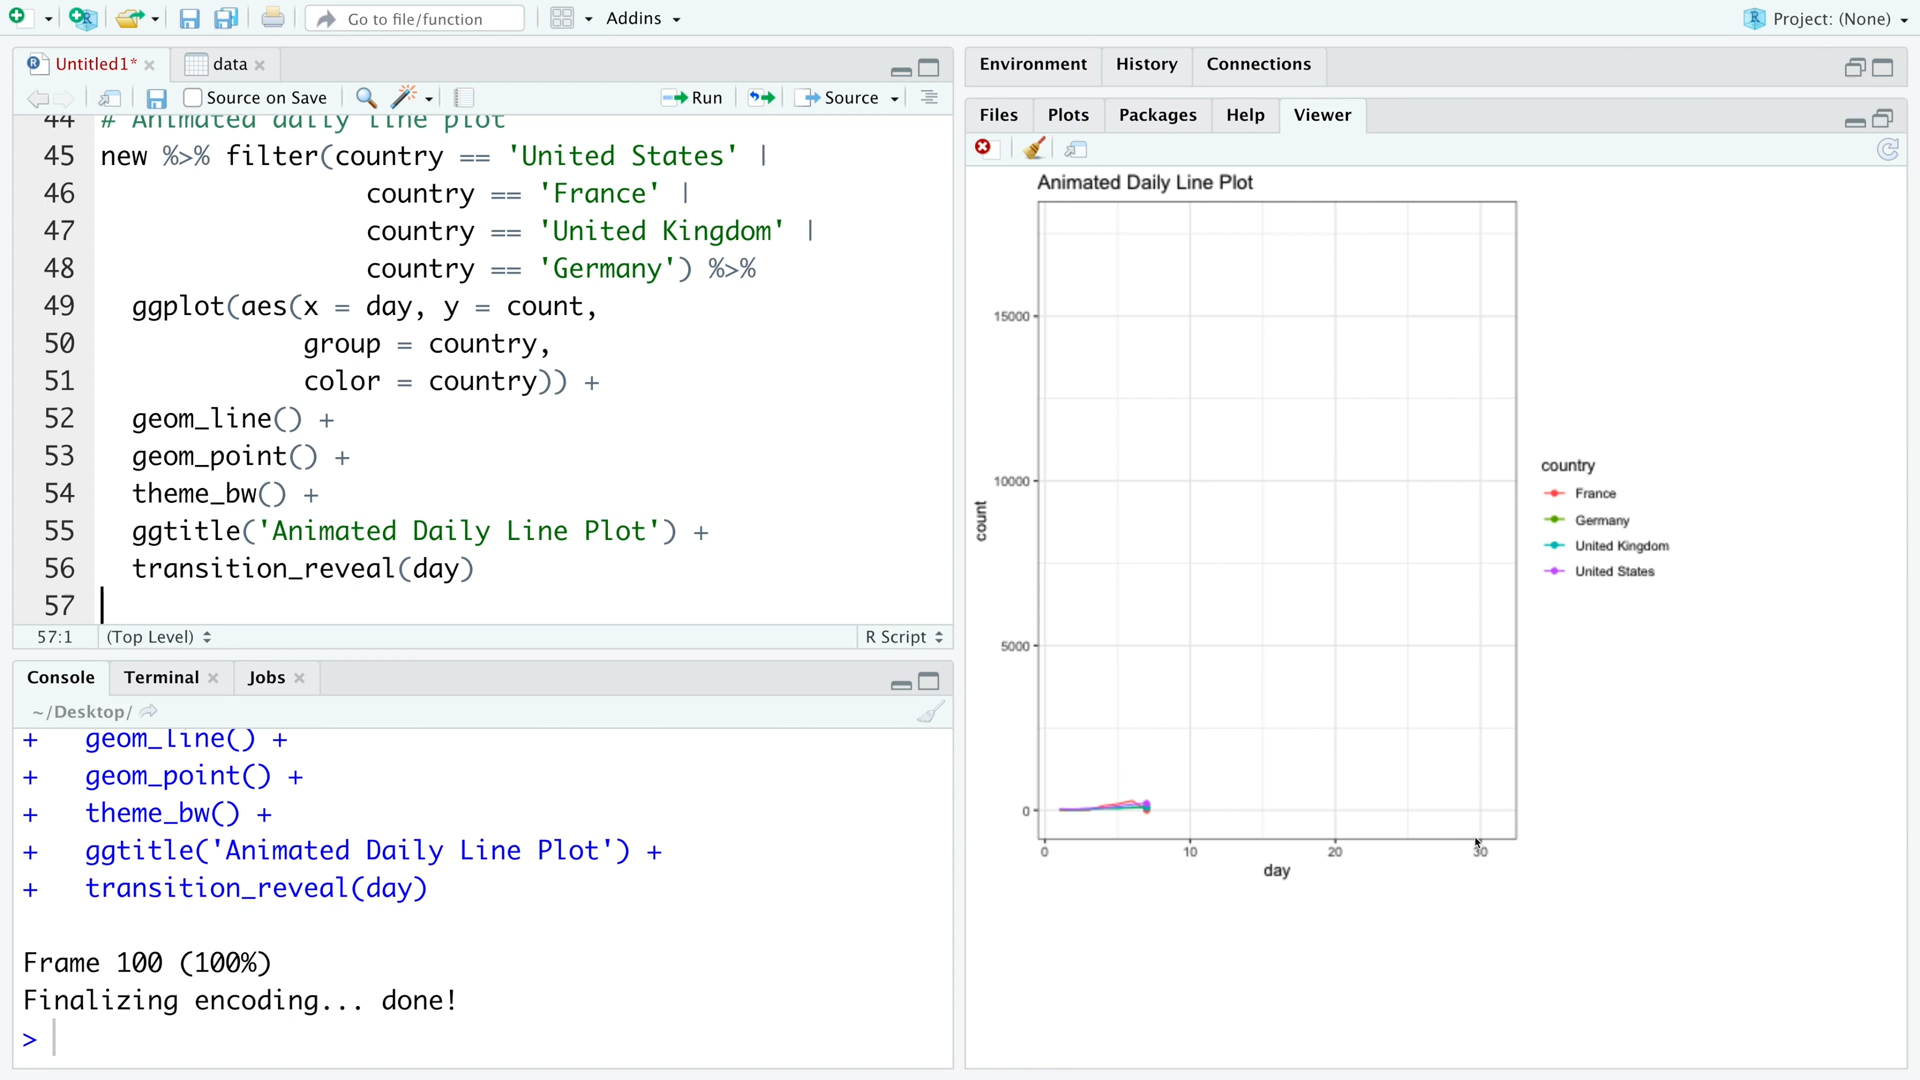 Go to file/function
Addins
Project: (None)
Untitled1*
data
Source on Save
Run
Source
44 # Animated daily line plot
45 new %>% filter(country == 'United States' |
46 country == 'France' |
47 country == 'United Kingdom' |
48 country == 'Germany') %>%
49 ggplot(aes(x = day, y = count,
50 group = country,
51 color = country)) +
52 geom_line() +
53 geom_point() +
54 theme_bw() +
55 ggtitle('Animated Daily Line Plot') +
56 transition_reveal(day)
57
57:1 (Top Level) R Script
Console Terminal Jobs
~/Desktop/
+ geom_line() +
+ geom_point() +
+ theme_bw() +
+ ggtitle('Animated Daily Line Plot') +
+ transition_reveal(day)
Frame 100 (100%)
Finalizing encoding... done!
>
Environment History Connections
Files Plots Packages Help Viewer
Animated Daily Line Plot
15000
10000
5000
0
count
0 10 20 30
day
country
France
Germany
United Kingdom
United States